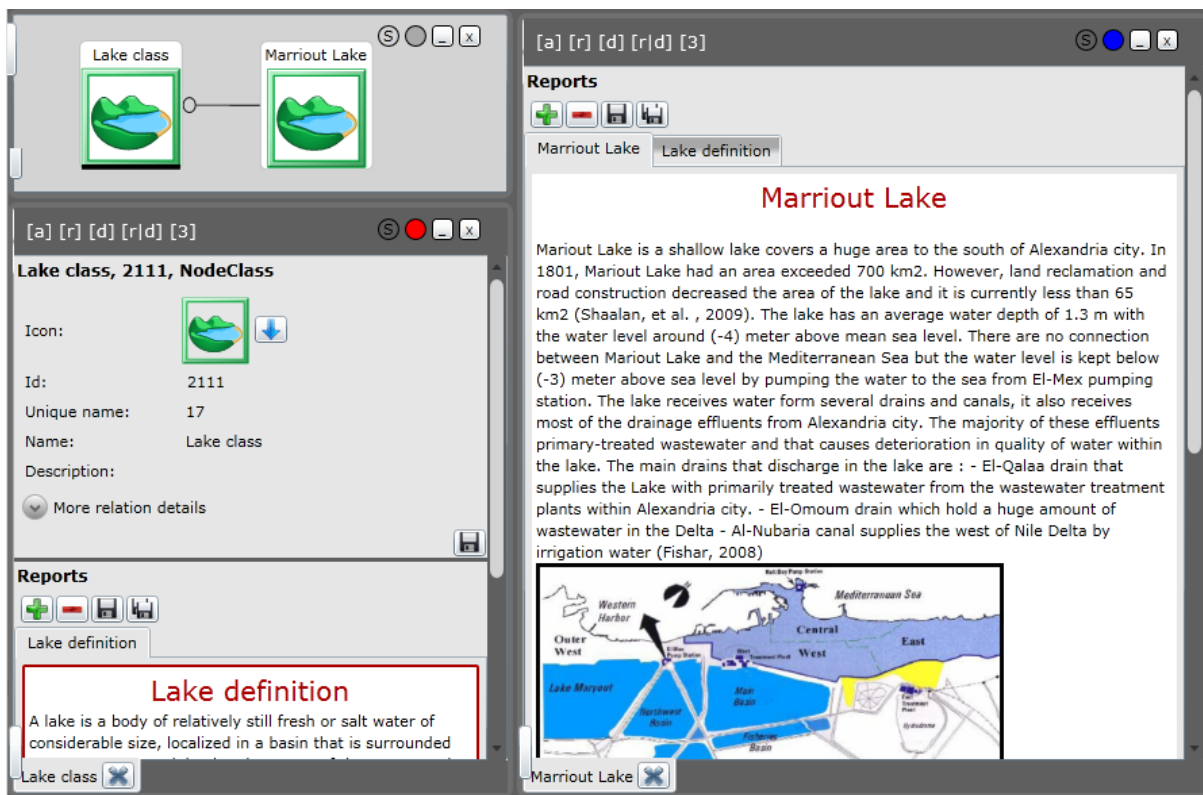 Lake class
Marriout Lake
S
_
x
[a] [r] [d] [r|d] [3]
S
_
x
Lake class, 2111, NodeClass
Icon:
Id: 2111
Unique name: 17
Name: Lake class
Description:
More relation details
Reports
Lake definition
Lake definition
A lake is a body of relatively still fresh or salt water of
considerable size, localized in a basin that is surrounded
Lake class
[a] [r] [d] [r|d] [3]
S
_
x
Reports
Marriout Lake
Lake definition
Marriout Lake
Mariout Lake is a shallow lake covers a huge area to the south of Alexandria city. In
1801, Mariout Lake had an area exceeded 700 km2. However, land reclamation and
road construction decreased the area of the lake and it is currently less than 65
km2 (Shaalan, et al. , 2009). The lake has an average water depth of 1.3 m with
the water level around (-4) meter above mean sea level. There are no connection
between Mariout Lake and the Mediterranean Sea but the water level is kept below
(-3) meter above sea level by pumping the water to the sea from El-Mex pumping
station. The lake receives water form several drains and canals, it also receives
most of the drainage effluents from Alexandria city. The majority of these effluents
primary-treated wastewater and that causes deterioration in quality of water within
the lake. The main drains that discharge in the lake are : - El-Qalaa drain that
supplies the Lake with primarily treated wastewater from the wastewater treatment
plants within Alexandria city. - El-Omoum drain which hold a huge amount of
wastewater in the Delta - Al-Nubaria canal supplies the west of Nile Delta by
irrigation water (Fishar, 2008)
Pump Station
Mediterranean Sea
Western
Harbor
Central
Outer
West
East
West
Pump Station
Treatment Plant
Lake Maryout
Main
Basin
Northwest
Basin
East
Treatment
Plant
Hydrodrome
Fisheries
Basin
Marriout Lake